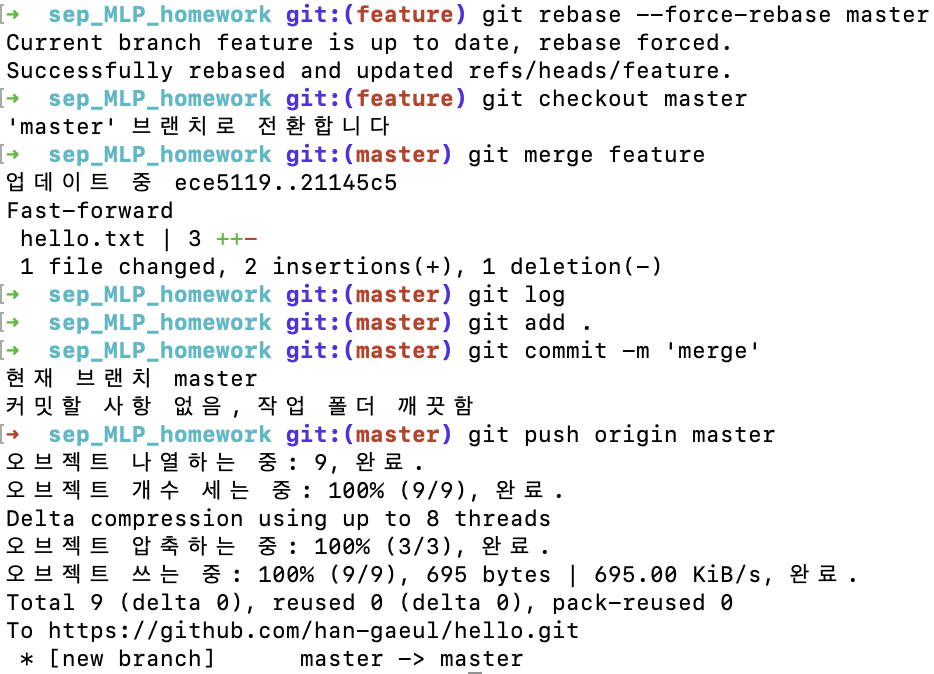 [➜  sep_MLP_homework git:(feature) git rebase --force-rebase master
Current branch feature is up to date, rebase forced.
Successfully rebased and updated refs/heads/feature.
[➜  sep_MLP_homework git:(feature) git checkout master
'master' 브랜치로 전환합니다
[➜  sep_MLP_homework git:(master) git merge feature
업데이트 중 ece5119..21145c5
Fast-forward
 hello.txt | 3 ++-
 1 file changed, 2 insertions(+), 1 deletion(-)
[➜  sep_MLP_homework git:(master) git log
[➜  sep_MLP_homework git:(master) git add .
[➜  sep_MLP_homework git:(master) git commit -m 'merge'
현재 브랜치 master
커밋할 사항 없음, 작업 폴더 깨끗함
[➜  sep_MLP_homework git:(master) git push origin master
오브젝트 나열하는 중: 9, 완료.
오브젝트 개수 세는 중: 100% (9/9), 완료.
Delta compression using up to 8 threads
오브젝트 압축하는 중: 100% (3/3), 완료.
오브젝트 쓰는 중: 100% (9/9), 695 bytes | 695.00 KiB/s, 완료.
Total 9 (delta 0), reused 0 (delta 0), pack-reused 0
To https://github.com/han-gaeul/hello.git
 * [new branch]      master -> master